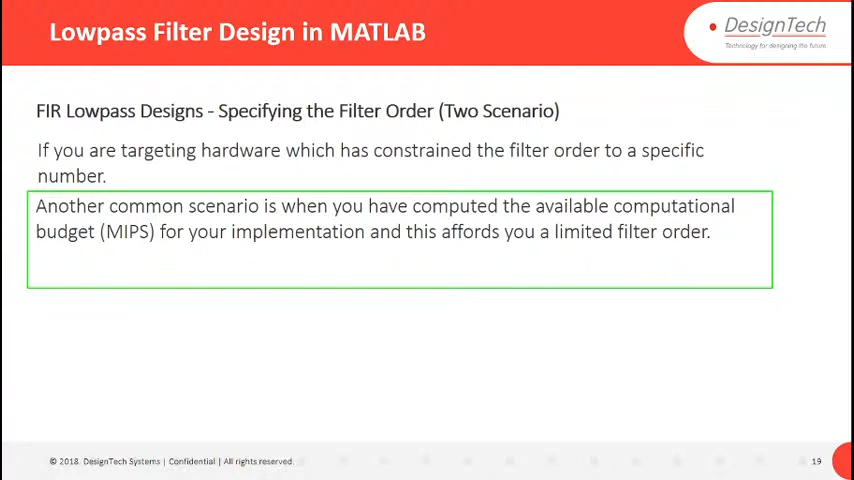 Lowpass Filter Design in MATLAB
DesignTech
Technology for designing the future
FIR Lowpass Designs - Specifying the Filter Order (Two Scenario)
If you are targeting hardware which has constrained the filter order to a specific
number.
Another common scenario is when you have computed the available computational
budget (MIPS) for your implementation and this affords you a limited filter order.
© 2018. DesignTech Systems | Confidential | All rights reserved.
19